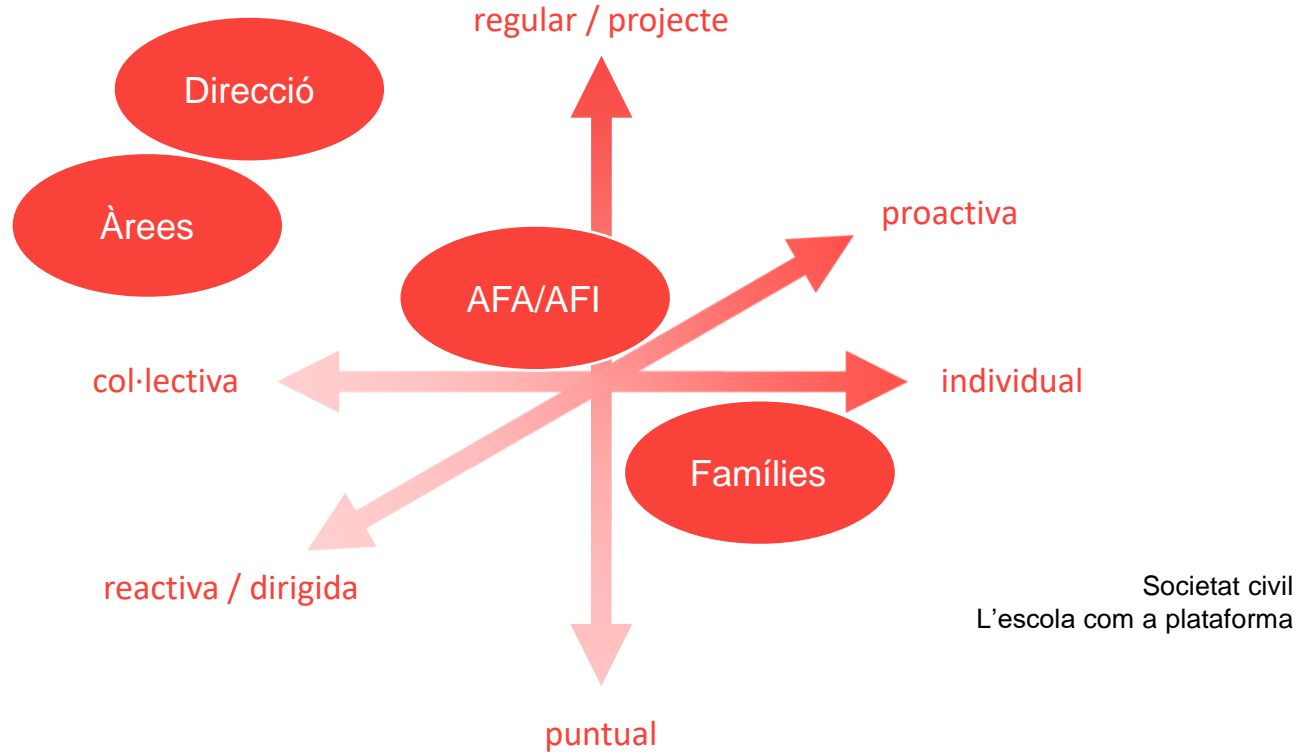 regular / projecte
Direcció
Àrees
proactiva
AFA/AFI
col·lectiva
individual
Famílies
reactiva / dirigida
Societat civil
L’escola com a plataforma
puntual